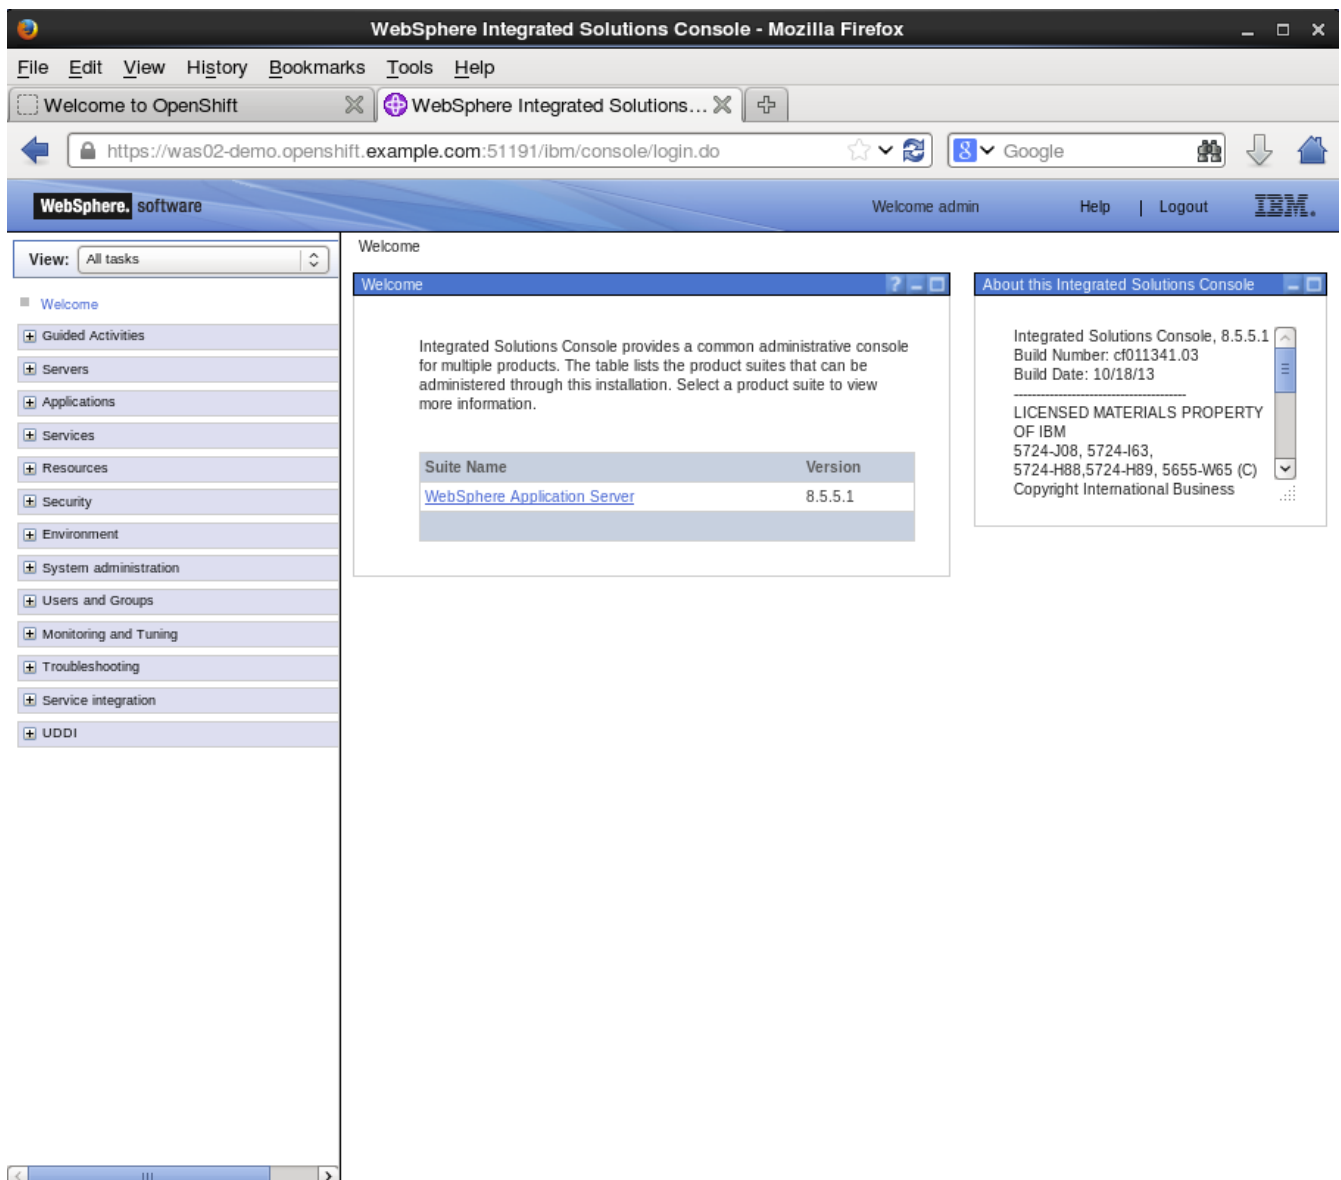 WebSphere Integrated Solutions Console - Mozilla Firefox
File Edit View History Bookmarks Tools Help
Welcome to OpenShift
WebSphere Integrated Solutions...
https://was02-demo.openshift.example.com:51191/ibm/console/login.do
8 Google
WebSphere. software
Welcome admin
Help | Logout
IBM.
View: All tasks
Welcome
Guided Activities
Servers
Applications
Services
Resources
Security
Environment
System administration
Users and Groups
Monitoring and Tuning
Troubleshooting
Service integration
UDDI
Welcome
Welcome
?
Integrated Solutions Console provides a common administrative console
for multiple products. The table lists the product suites that can be
administered through this installation. Select a product suite to view
more information.
Suite Name Version
WebSphere Application Server 8.5.5.1
About this Integrated Solutions Console
Integrated Solutions Console, 8.5.5.1
Build Number: cf011341.03
Build Date: 10/18/13
----------------------------------------
LICENSED MATERIALS PROPERTY
OF IBM
5724-J08, 5724-I63,
5724-H88,5724-H89, 5655-W65 (C)
Copyright International Business